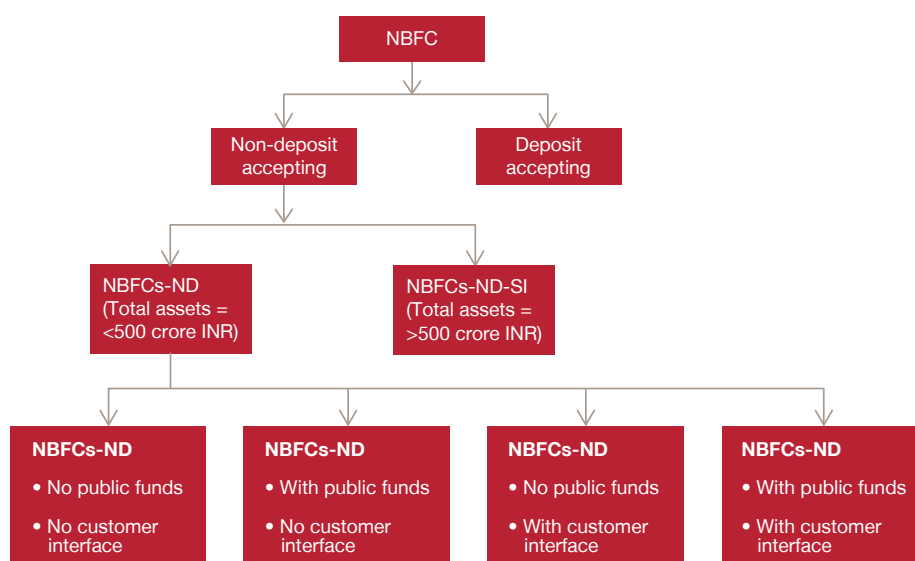 NBFC
Non-deposit
accepting
Deposit
accepting
NBFCs-ND
(Total assets =
<500 crore INR)
NBFCs-ND-SI
(Total assets =
>500 crore INR)
NBFCs-ND
• No public funds
• No customer
interface
NBFCs-ND
• With public funds
• No customer
interface
NBFCs-ND
• No public funds
• With customer
interface
NBFCs-ND
• With public funds
• With customer
interface